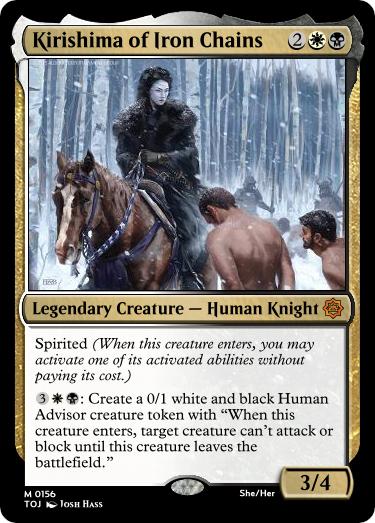 Kirishima of Iron Chains 2
Legendary Creature — Human Knight
Spirited (When this creature enters, you may
activate one of its activated abilities without
paying its cost.)
3 : Create a 0/1 white and black Human
Advisor creature token with “When this
creature enters, target creature can’t attack or
block until this creature leaves the
battlefield.”
3/4
M 0156
She/Her
TOJ Josh Hass